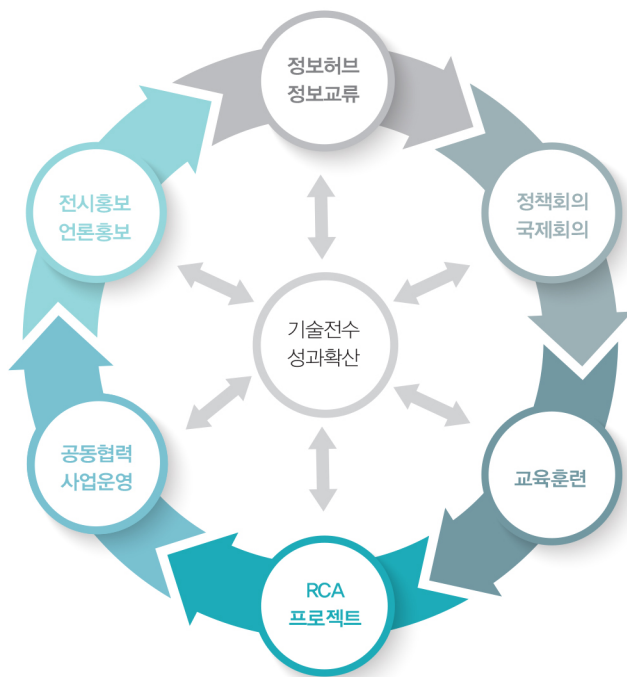 정보허브
정보교류
정책회의
국제회의
교육훈련
RCA
프로젝트
공동협력
사업운영
전시홍보
언론홍보
기술전수
성과확산